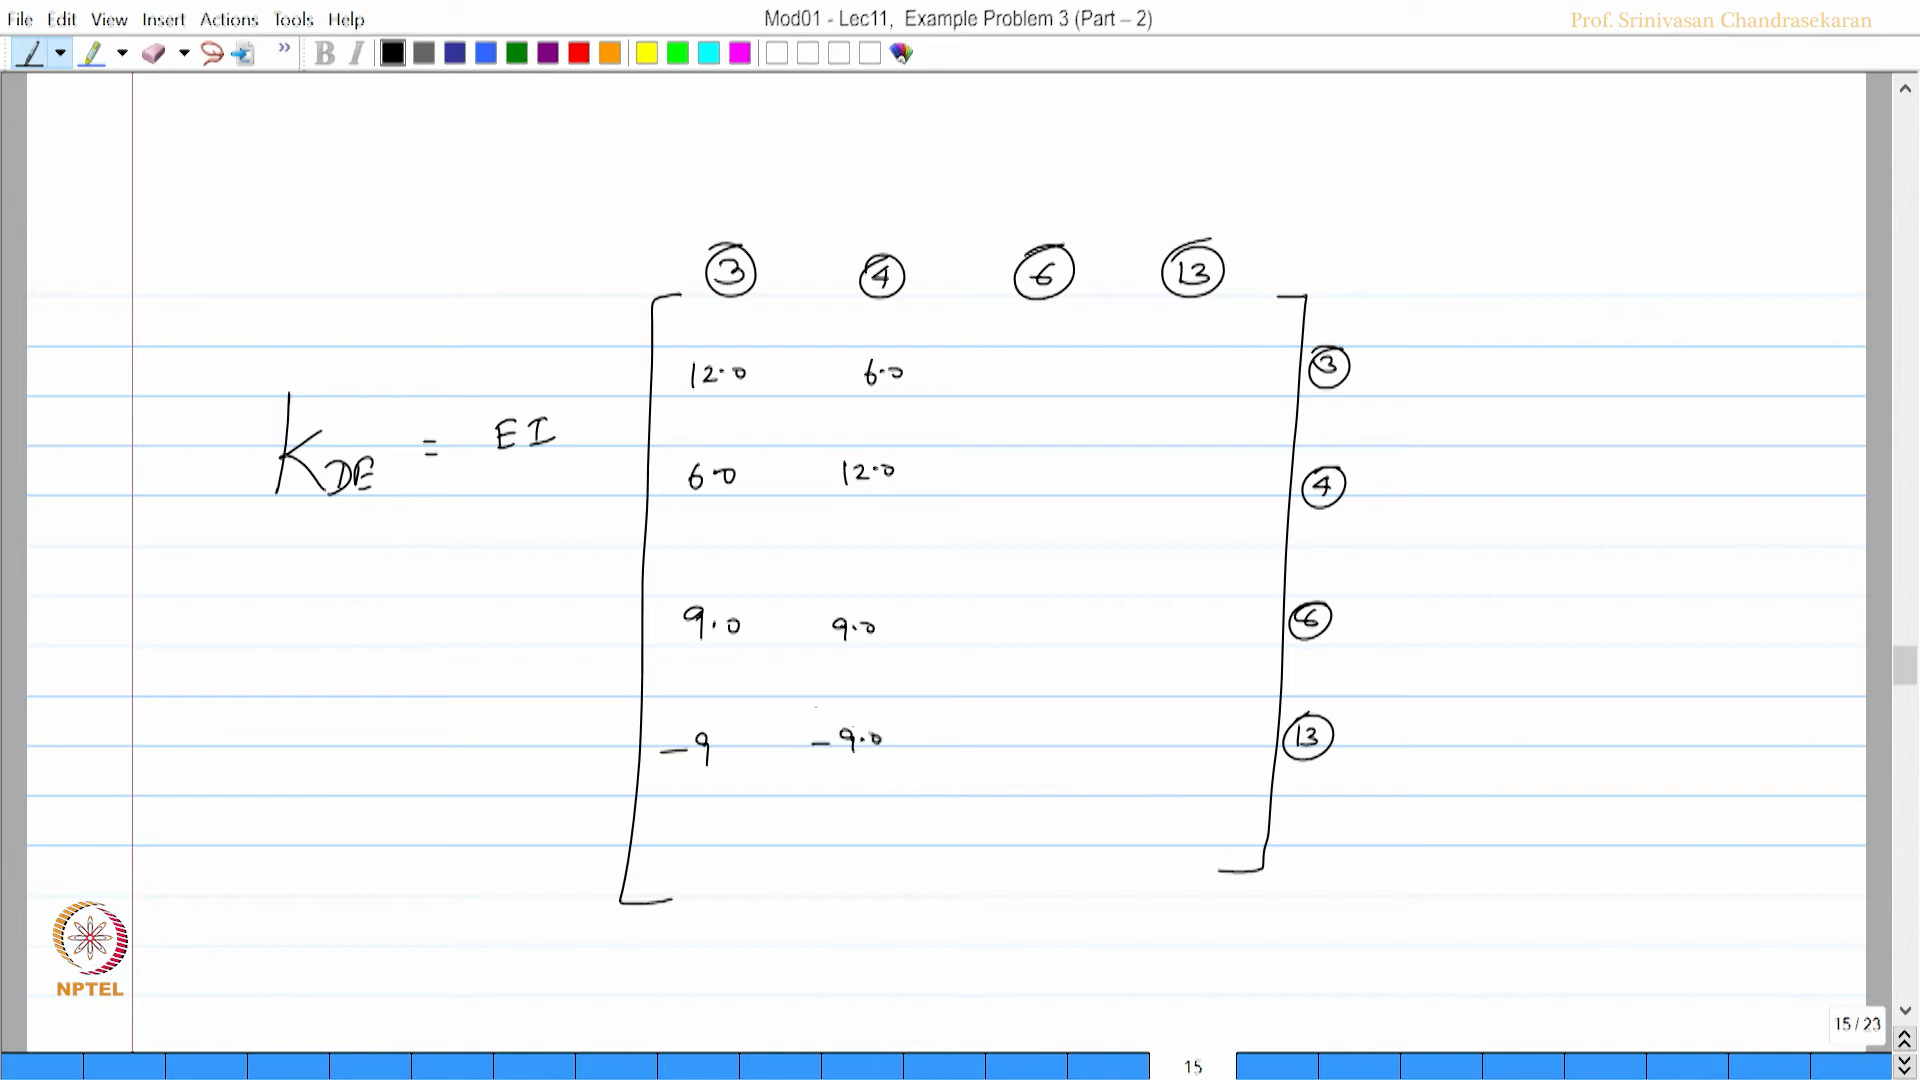 File Edit View Insert Actions Tools Help
Mod01 - Lec11, Example Problem 3 (Part – 2)
Prof. Srinivasan Chandrasekaran
B I
3 4 6 13
12.0 6.0 3
K_DE = EI
6.0 12.0 4
9.0 9.0 6
-9 -9.0 13
NPTEL
15 / 23
15